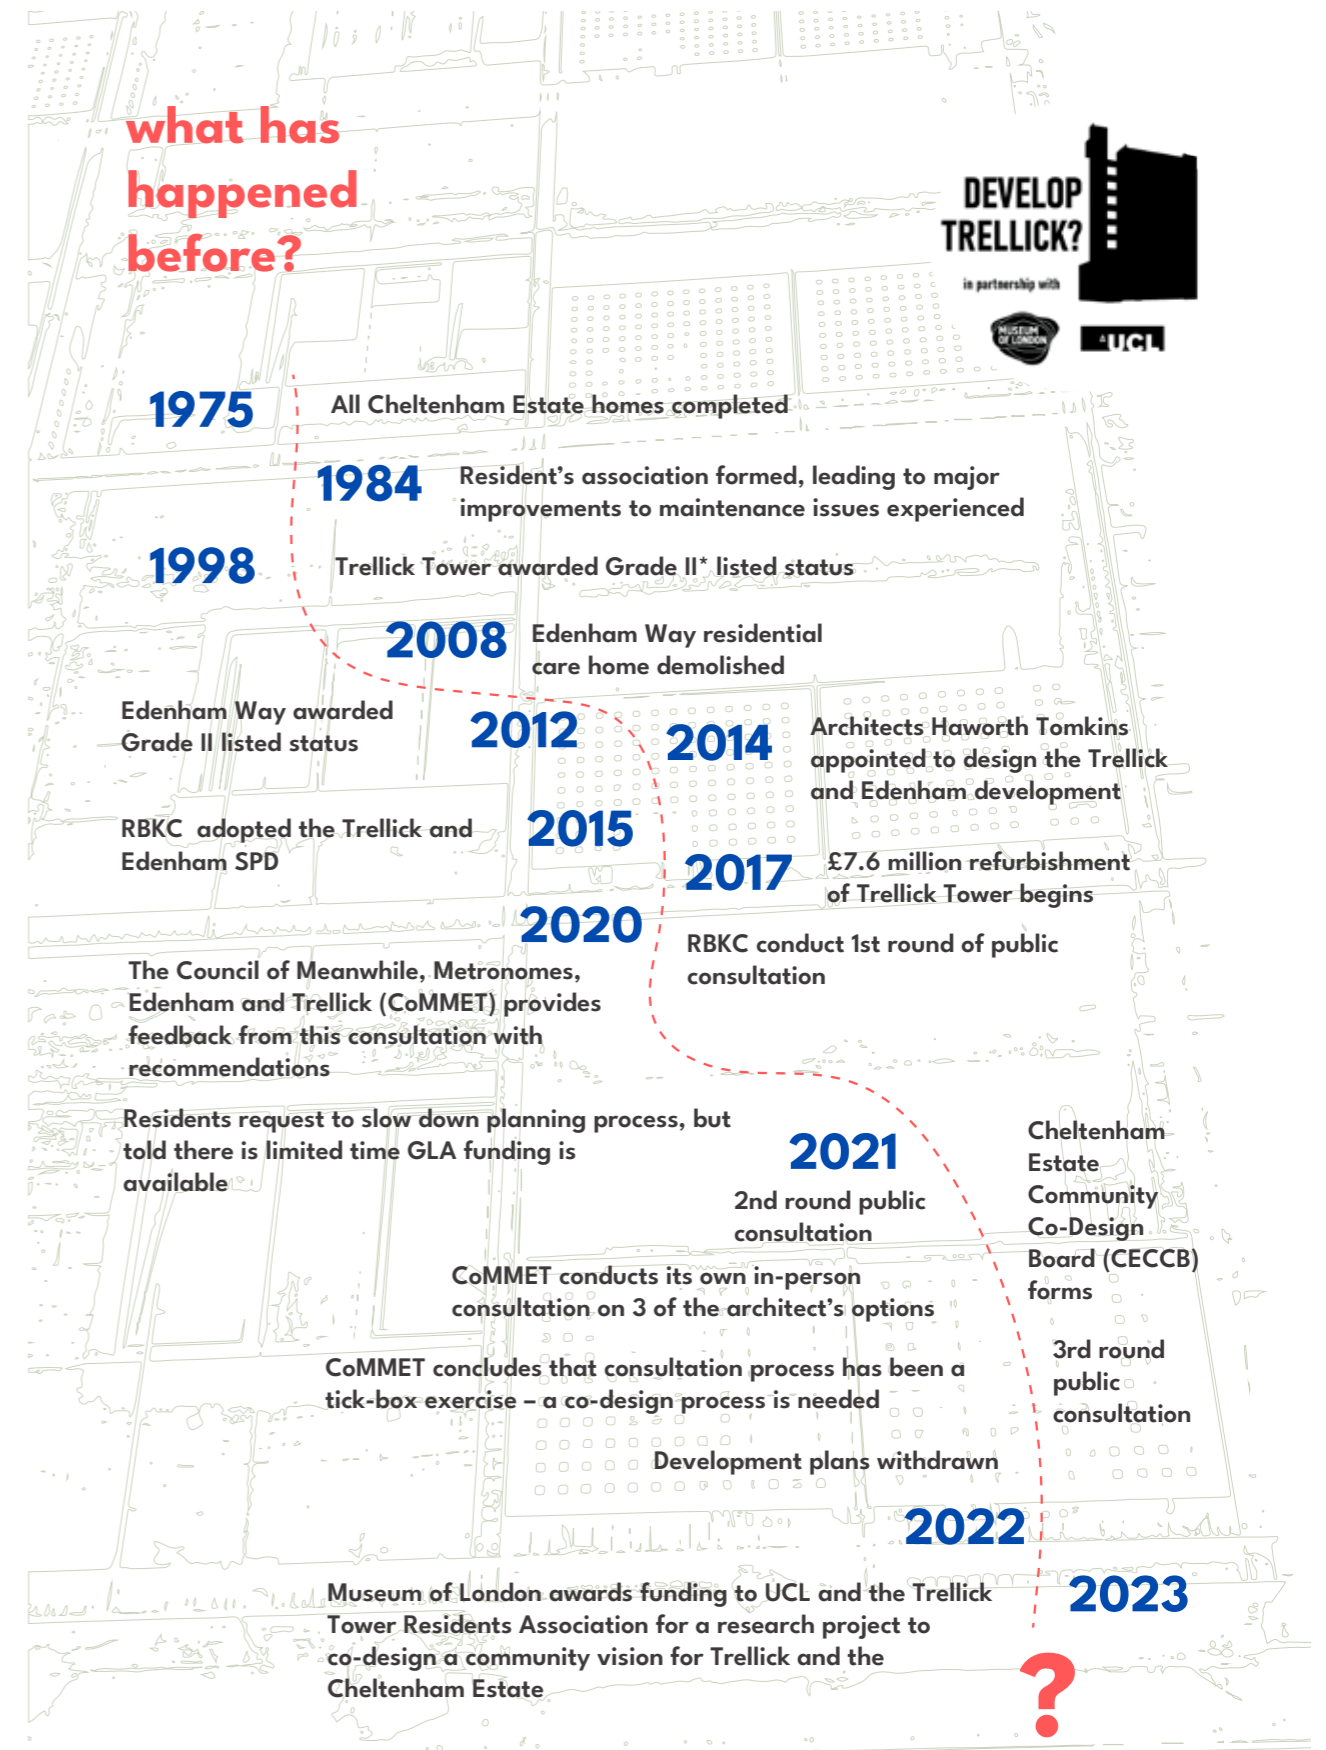 what has
happened
before?
DEVELOP
TRELLICK?
in partnership with
MUSEUM
OF LONDON
UCL
1975
All Cheltenham Estate homes completed
1984
Resident's association formed, leading to major
improvements to maintenance issues experienced
1998
Trellick Tower awarded Grade II* listed status
2008
Edenham Way residential
care home demolished
Edenham Way awarded
Grade II listed status
2012
2014
Architects Haworth Tomkins
appointed to design the Trellick
and Edenham development
RBKC adopted the Trellick and
Edenham SPD
2015
2017
£7.6 million refurbishment
of Trellick Tower begins
2020
RBKC conduct 1st round of public
consultation
The Council of Meanwhile, Metronomes,
Edenham and Trellick (CoMMET) provides
feedback from this consultation with
recommendations
Residents request to slow down planning process, but
told there is limited time GLA funding is
available
2021
2nd round public
consultation
Cheltenham
Estate
Community
Co-Design
Board (CECCB)
forms
CoMMET conducts its own in-person
consultation on 3 of the architect's options
3rd round
public
consultation
CoMMET concludes that consultation process has been a
tick-box exercise – a co-design process is needed
Development plans withdrawn
2022
2023
Museum of London awards funding to UCL and the Trellick
Tower Residents Association for a research project to
co-design a community vision for Trellick and the
Cheltenham Estate
?